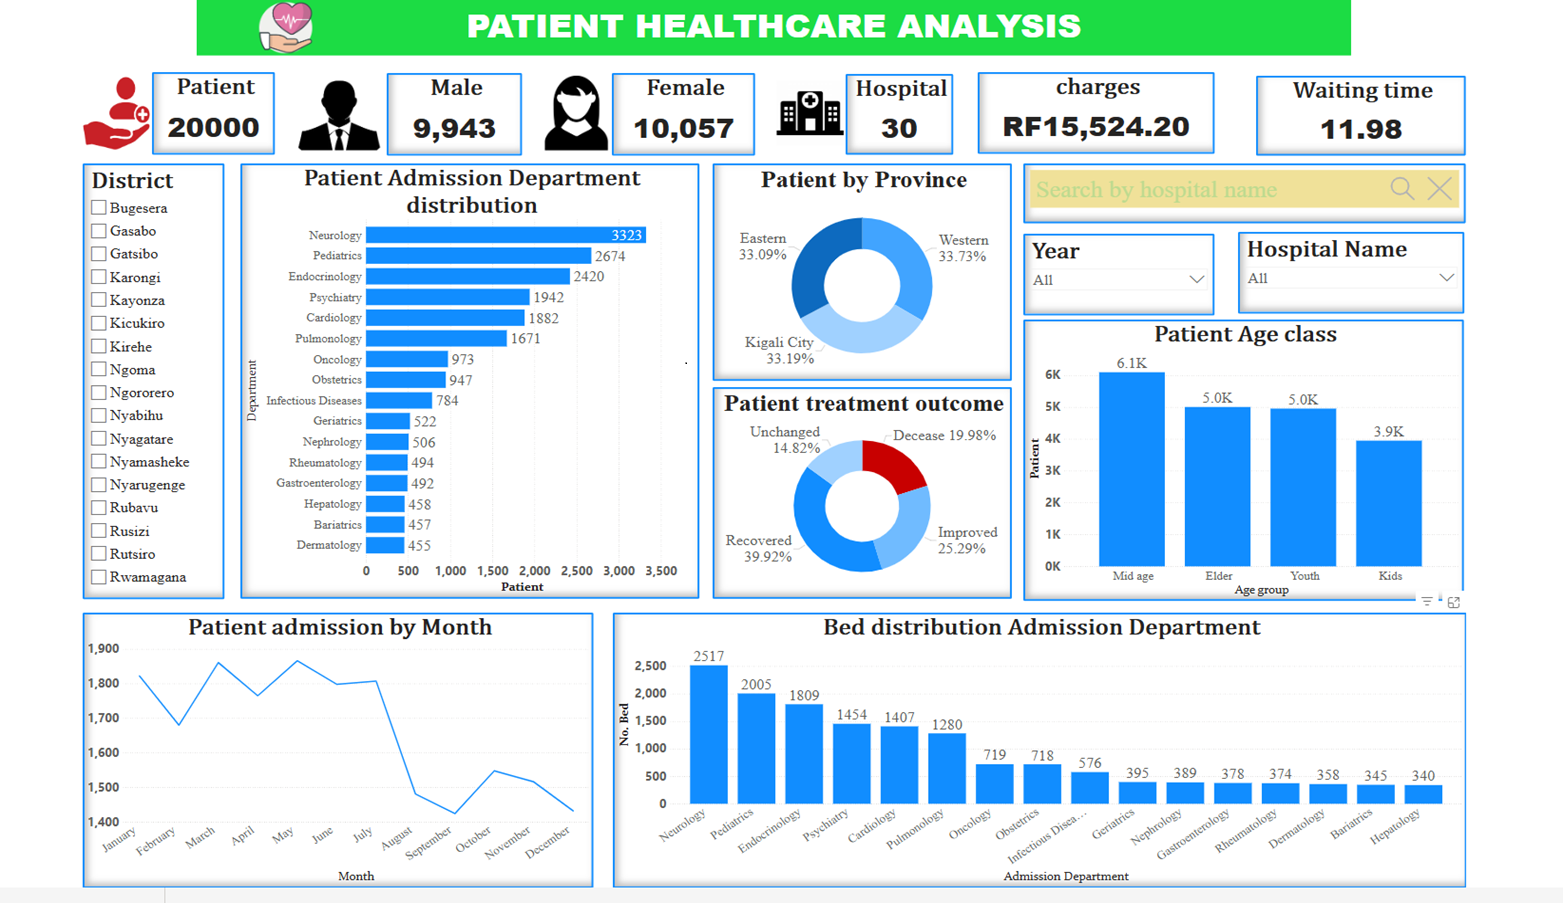 PATIENT HEALTHCARE ANALYSIS
Patient
20000
Male
9,943
Female
10,057
Hospital
30
charges
RF15,524.20
Waiting time
11.98
District
Bugesera
Gasabo
Gatsibo
Karongi
Kayonza
Kicukiro
Kirehe
Ngoma
Ngororero
Nyabihu
Nyagatare
Nyamasheke
Nyarugenge
Rubavu
Rusizi
Rutsiro
Rwamagana
Patient Admission Department
distribution
Department
Neurology 3323
Pediatrics 2674
Endocrinology 2420
Psychiatry 1942
Cardiology 1882
Pulmonology 1671
Oncology 973
Obstetrics 947
Infectious Diseases 784
Geriatrics 522
Nephrology 506
Rheumatology 494
Gastroenterology 492
Hepatology 458
Bariatrics 457
Dermatology 455
0 500 1,000 1,500 2,000 2,500 3,000 3,500
Patient
Patient by Province
Eastern
33.09%
Western
33.73%
Kigali City
33.19%
Patient treatment outcome
Unchanged
14.82%
Decease 19.98%
Recovered
39.92%
Improved
25.29%
Search by hospital name
Year
All
Hospital Name
All
Patient Age class
Patient
6K
5K
4K
3K
2K
1K
0K
6.1K
5.0K
5.0K
3.9K
Mid age Elder Youth Kids
Age group
Patient admission by Month
1,900
1,800
1,700
1,600
1,500
1,400
January February March April May June July August September October November December
Month
Bed distribution Admission Department
No. Bed
2,500
2,000
1,500
1,000
500
0
2517 2005 1809 1454 1407 1280 719 718 576 395 389 378 374 358 345 340
Neurology Pediatrics Endocrinology Psychiatry Cardiology Pulmonology Oncology Obstetrics Infectious Disea... Geriatrics Nephrology Gastroenterology Rheumatology Dermatology Bariatrics Hepatology
Admission Department